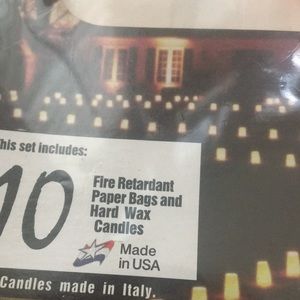 This set includes:
10
Fire Retardant
Paper Bags and
Hard Wax
Candles
Made
in USA
Candles made in Italy.